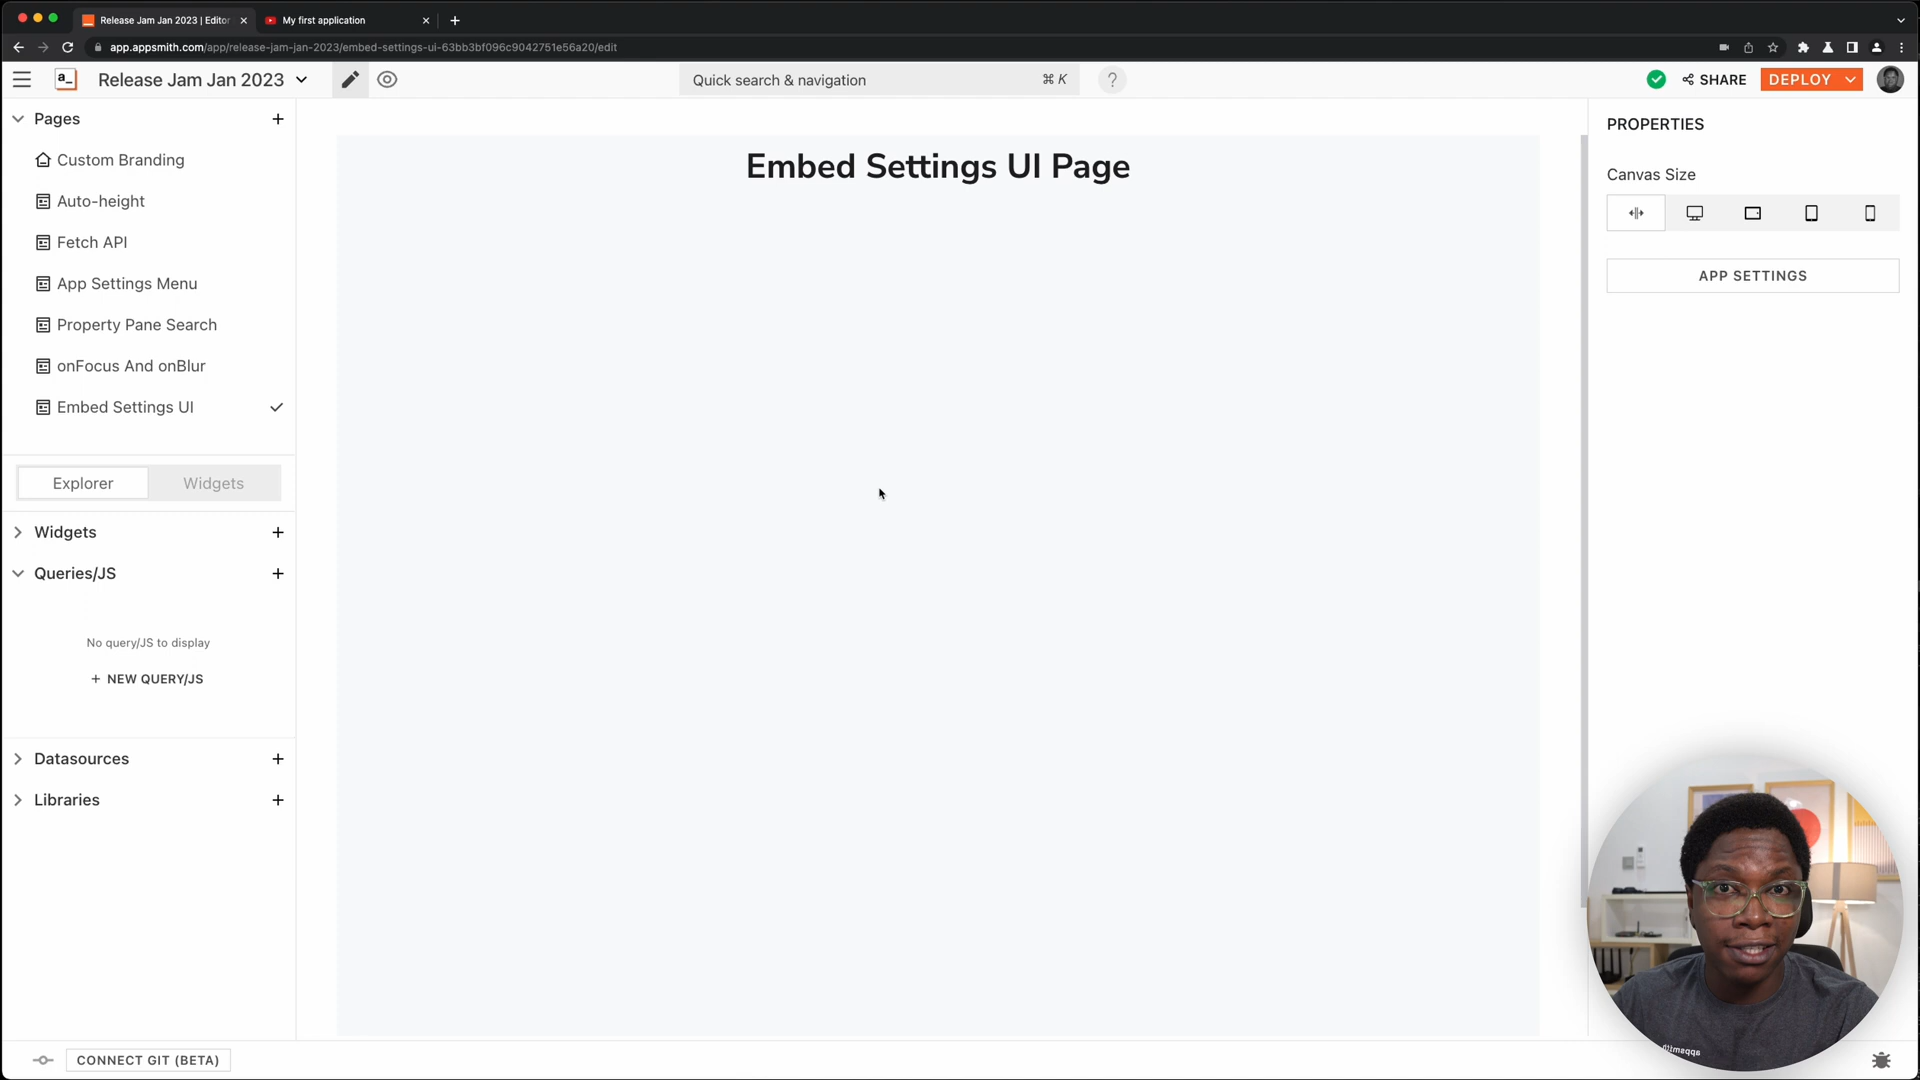 Release Jam Jan 2023 | Editor
My first application
app.appsmith.com/app/release-jam-jan-2023/embed-settings-ui-63bb3bf096c9042751e56a20/edit
a_
Release Jam Jan 2023
Quick search & navigation
⌘ K
?
SHARE
DEPLOY
Pages
Custom Branding
Auto-height
Fetch API
App Settings Menu
Property Pane Search
onFocus And onBlur
Embed Settings UI
Explorer
Widgets
Widgets
Queries/JS
No query/JS to display
+ NEW QUERY/JS
Datasources
Libraries
CONNECT GIT (BETA)
Embed Settings UI Page
PROPERTIES
Canvas Size
APP SETTINGS
appsmith